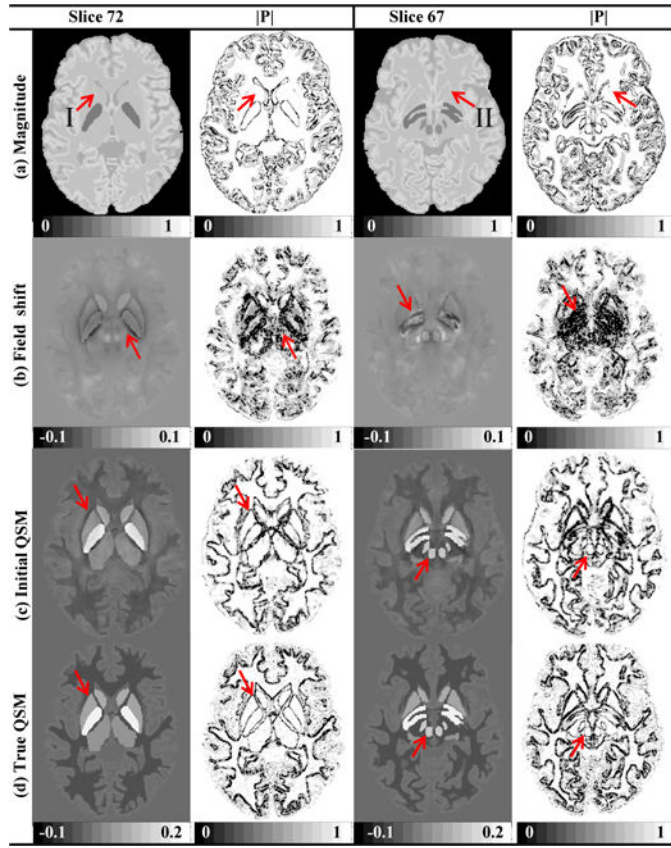 Slice 72 |P| Slice 67 |P|
(a) Magnitude
I II
0 1 0 1 0 1 0 1
(b) Field shift
-0.1 0.1 0 1 -0.1 0.1 0 1
(c) Initial QSM
(d) True QSM
-0.1 0.2 0 1 -0.1 0.2 0 1